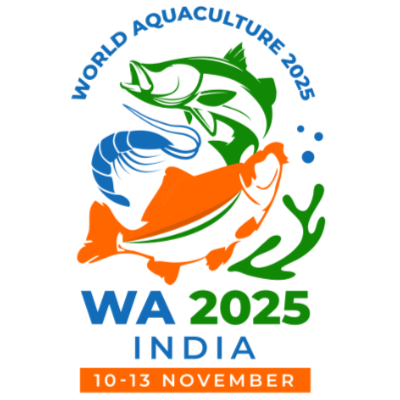 WORLD AQUACULTURE 2025
WA 2025
INDIA
10-13 NOVEMBER